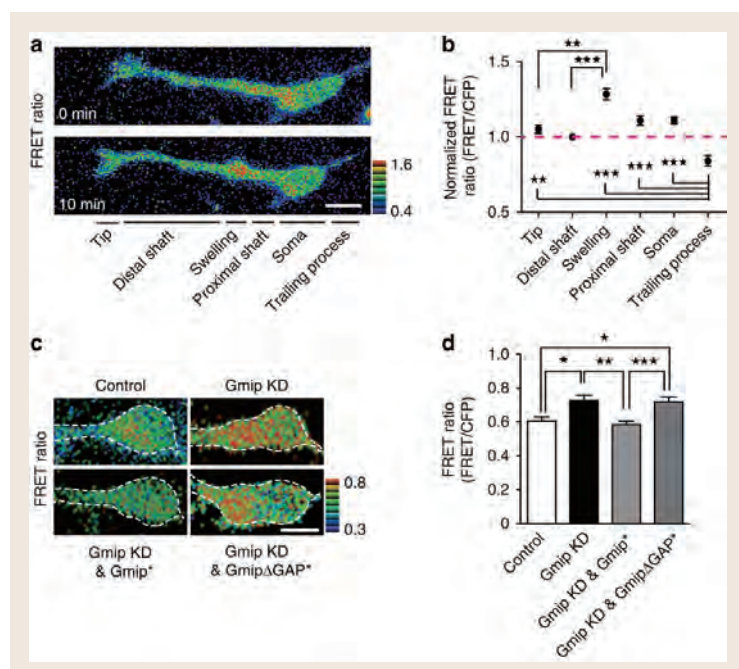 a
FRET ratio
0 min
10 min
1.6
0.4
Tip
Distal shaft
Swelling
Proximal shaft
Soma
Trailing process
b
Normalized FRET
ratio (FRET/CFP)
1.5
1.0
0.5
★★
★★★
★★
★★★
★★★
★★★
Tip
Distal shaft
Swelling
Proximal shaft
Soma
Trailing process
c
FRET ratio
Control
Gmip KD
0.8
0.3
Gmip KD
& Gmip*
Gmip KD
& GmipΔGAP*
d
FRET ratio
(FRET/CFP)
1.0
0.8
0.6
0.4
0.2
0
★
★
★★
★★★
Control
Gmip KD
Gmip KD & Gmip*
Gmip KD & GmipΔGAP*